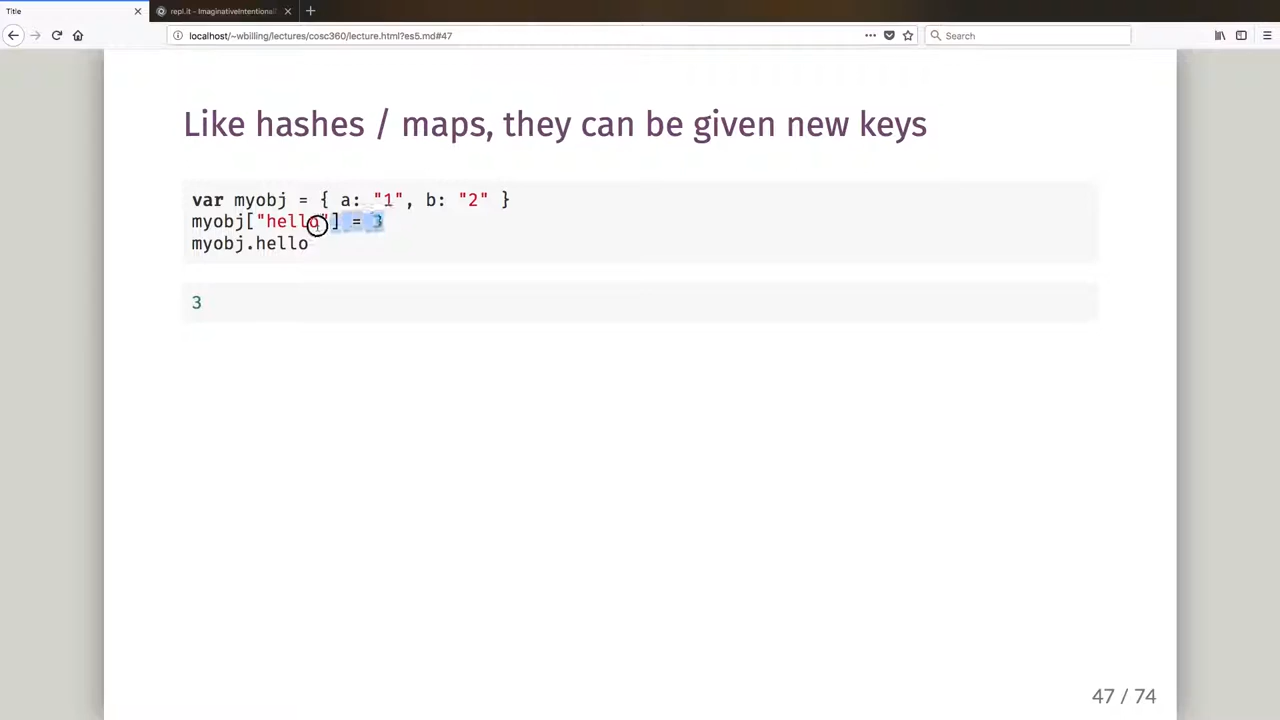 Title
repl.it - ImaginativeIntentional
localhost/~wbilling/lectures/cosc360/lecture.html?es5.md#47
Search
Like hashes / maps, they can be given new keys
var myobj = { a: "1", b: "2" }
myobj["hello"] = 3
myobj.hello
3
47 / 74